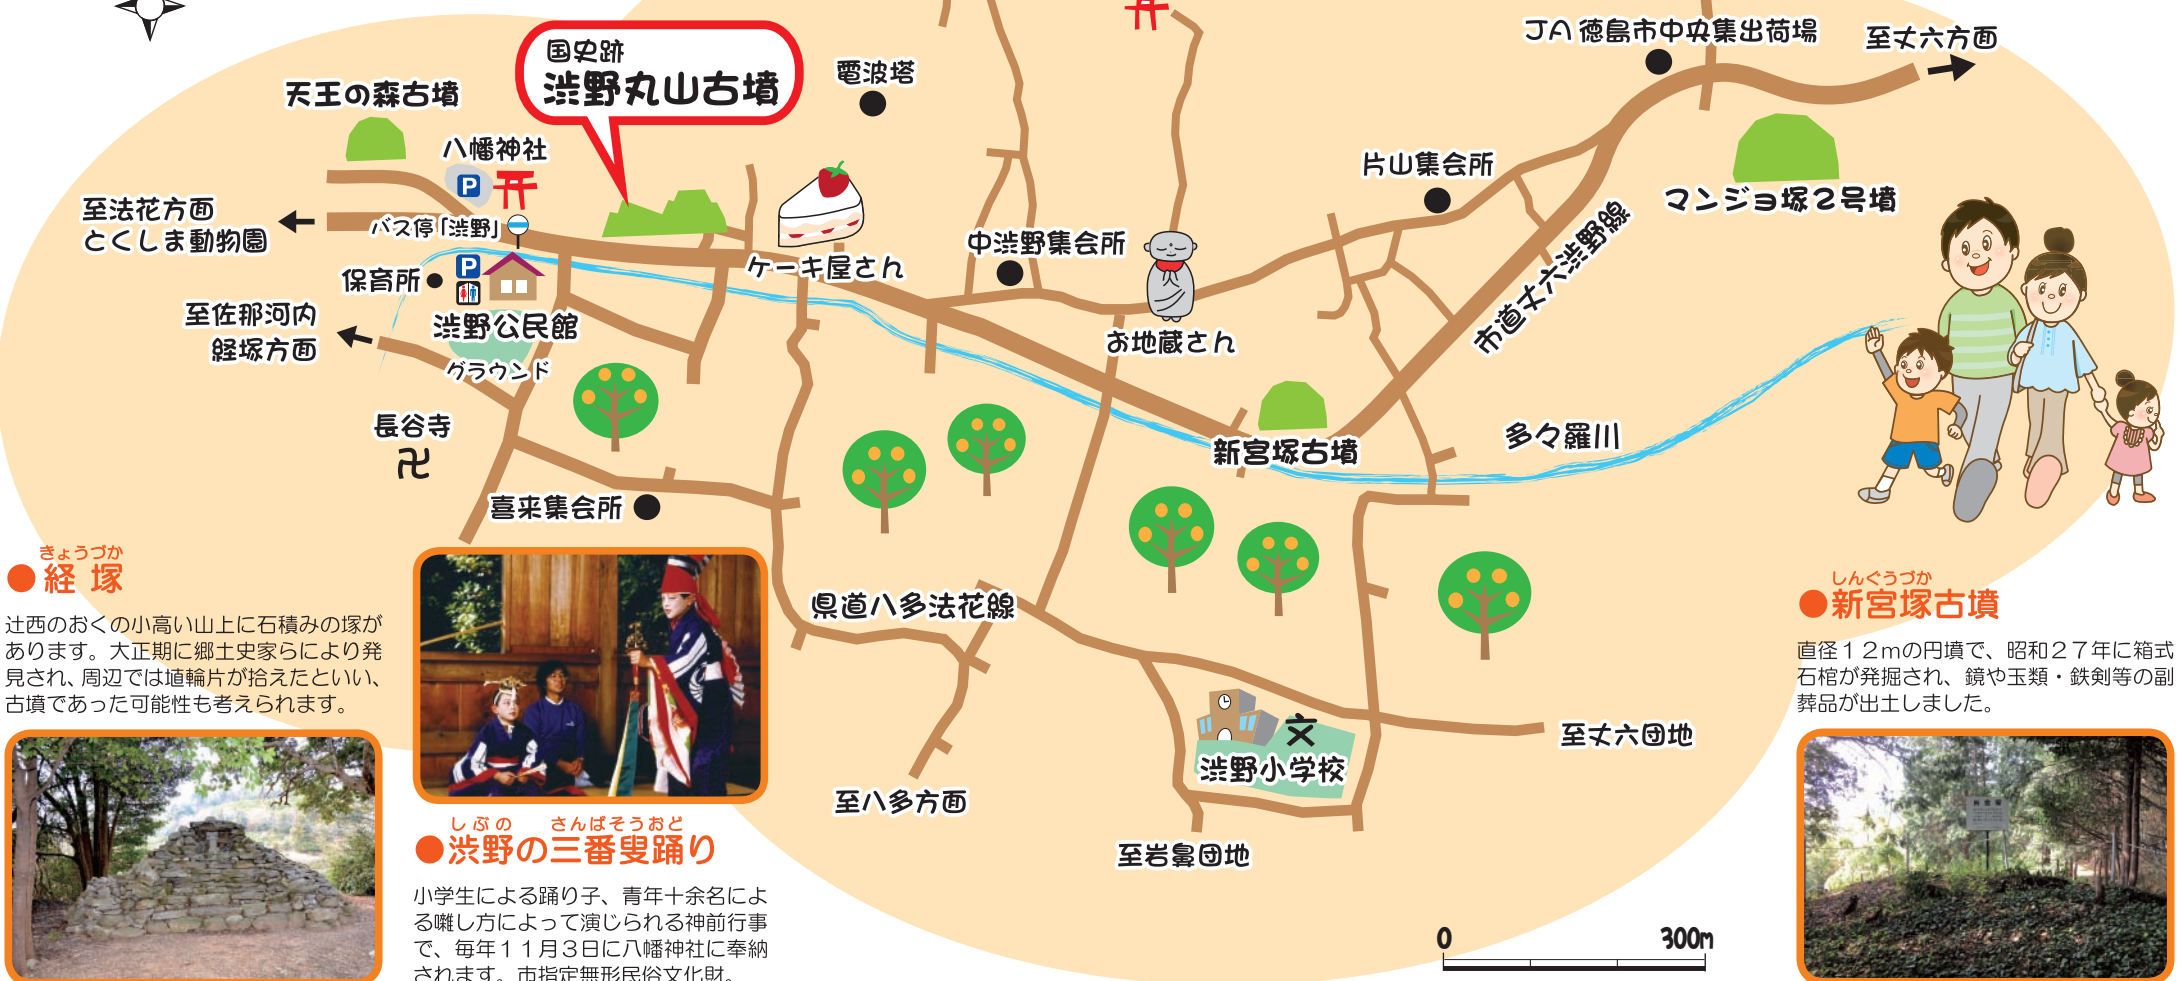 国史跡
渋野丸山古墳
電波塔
JA徳島市中央集出荷場
至丈六方面
天王の森古墳
八幡神社
P
片山集会所
マンジョ塚2号墳
至法花方面
とくしま動物園
バス停「渋野」
中渋野集会所
ケーキ屋さん
市道丈六渋野線
保育所
P
至佐那河内
経塚方面
渋野公民館
グラウンド
お地蔵さん
長谷寺
卍
新宮塚古墳
多々羅川
喜来集会所
県道八多法花線
文
渋野小学校
至丈六団地
至八多方面
至岩鼻団地
0 300m
きょうづか
●経塚
辻西のおくの小高い山上に石積みの塚が
あります。大正期に郷土史家らにより発
見され、周辺では埴輪片が拾えたといい、
古墳であった可能性も考えられます。
しぶの さんばそうおど
●渋野の三番叟踊り
小学生による踊り子、青年十余名によ
る囃し方によって演じられる神前行事
で、毎年11月3日に八幡神社に奉納
されます。市指定無形民俗文化財。
しんぐうづか
●新宮塚古墳
直径12mの円墳で、昭和27年に箱式
石棺が発掘され、鏡や玉類・鉄剣等の副
葬品が出土しました。